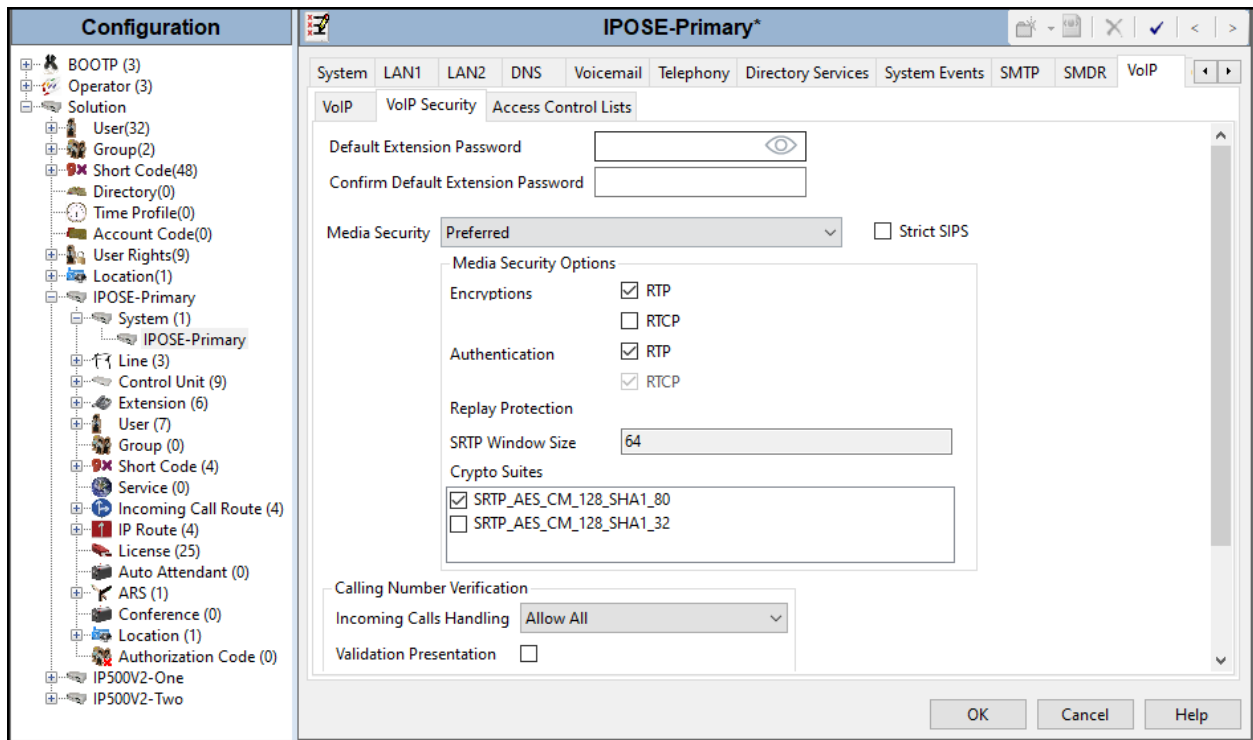 Configuration
BOOTP (3)
Operator (3)
Solution
User(32)
Group(2)
Short Code(48)
Directory(0)
Time Profile(0)
Account Code(0)
User Rights(9)
Location(1)
IPOSE-Primary
System (1)
IPOSE-Primary
Line (3)
Control Unit (9)
Extension (6)
User (7)
Group (0)
Short Code (4)
Service (0)
Incoming Call Route (4)
IP Route (4)
License (25)
Auto Attendant (0)
ARS (1)
Conference (0)
Location (1)
Authorization Code (0)
IP500V2-One
IP500V2-Two
IPOSE-Primary*
System LAN1 LAN2 DNS Voicemail Telephony Directory Services System Events SMTP SMDR VoIP
VoIP VoIP Security Access Control Lists
Default Extension Password
Confirm Default Extension Password
Media Security Preferred Strict SIPS
Media Security Options
Encryptions RTP
RTCP
Authentication RTP
RTCP
Replay Protection
SRTP Window Size 64
Crypto Suites
SRTP_AES_CM_128_SHA1_80
SRTP_AES_CM_128_SHA1_32
Calling Number Verification
Incoming Calls Handling Allow All
Validation Presentation
OK Cancel Help